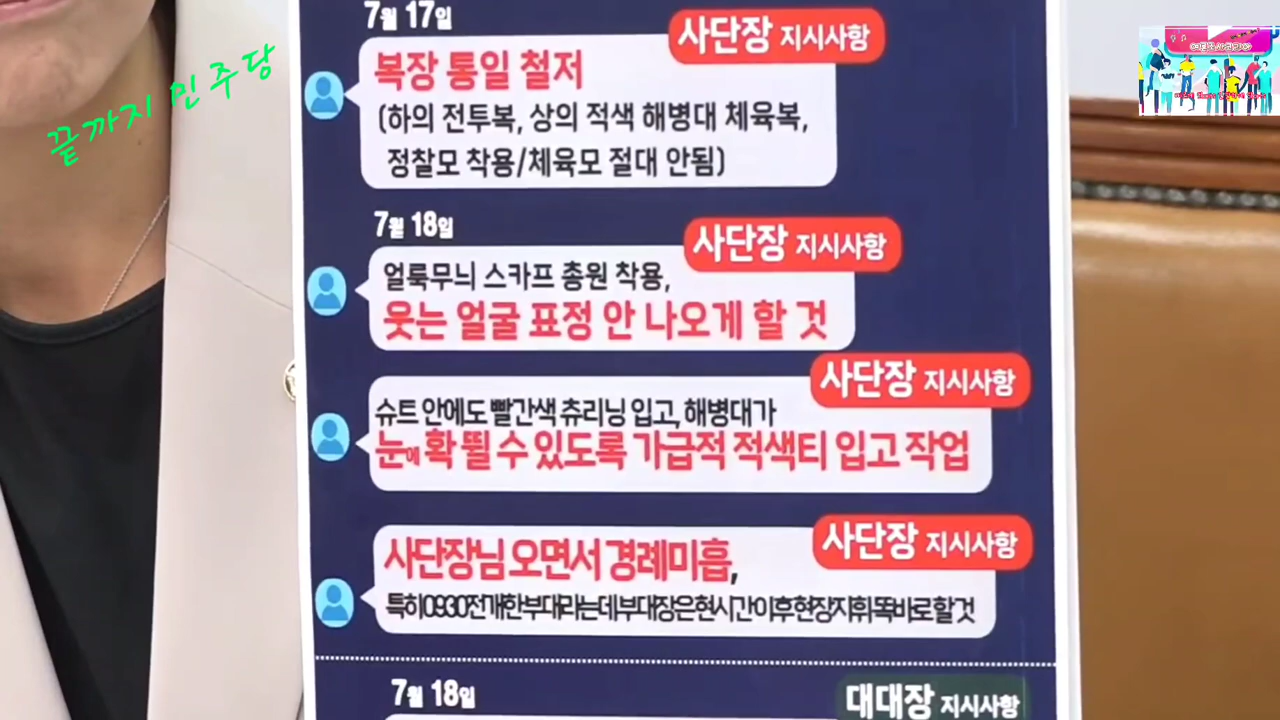 끝까지 민주당
7월 17일
사단장 지시사항
복장 통일 철저
(하의 전투복, 상의 적색 해병대 체육복,
정찰모 착용/체육모 절대 안됨)
7월 18일
사단장 지시사항
얼룩무늬 스카프 총원 착용,
웃는 얼굴 표정 안 나오게 할 것
사단장 지시사항
슈트 안에도 빨간색 츄리닝 입고, 해병대가
눈에 확 뛸 수 있도록 가급적 적색티 입고 작업
사단장 지시사항
사단장님 오면서 경례미흡,
특히 0930 전개한 부대라는데 부대장은 현 시간 이후 현장지휘 똑바로 할 것
7월 18일
대대장 지시사항